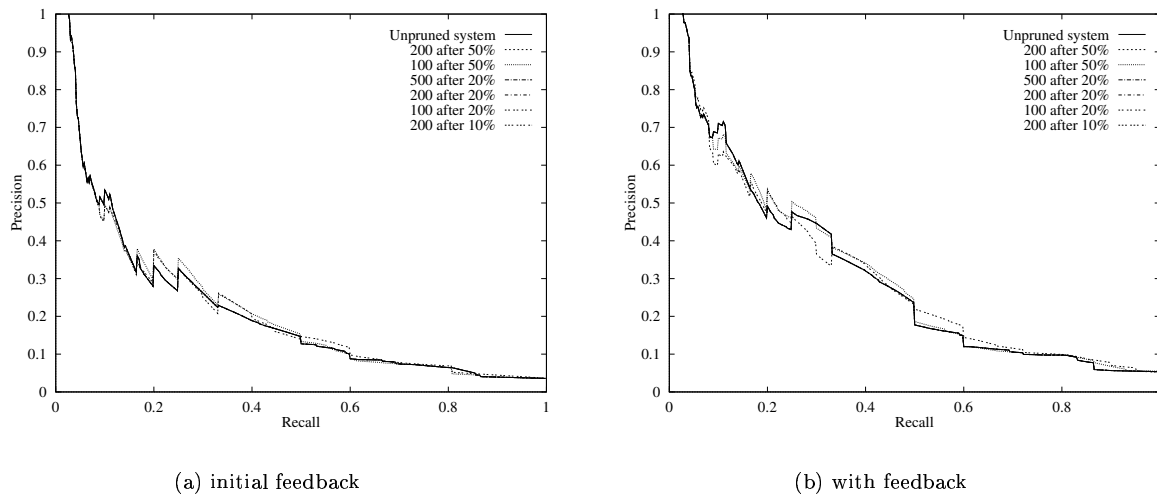 1
0.9
0.8
0.7
0.6
0.5
0.4
0.3
0.2
0.1
0
Precision
0 0.2 0.4 0.6 0.8 1
Recall
Unpruned system
200 after 50%
100 after 50%
500 after 20%
200 after 20%
100 after 20%
200 after 10%
(a) initial feedback
1
0.9
0.8
0.7
0.6
0.5
0.4
0.3
0.2
0.1
0
Precision
0 0.2 0.4 0.6 0.8
Recall
Unpruned system
200 after 50%
100 after 50%
500 after 20%
200 after 20%
100 after 20%
200 after 10%
(b) with feedback